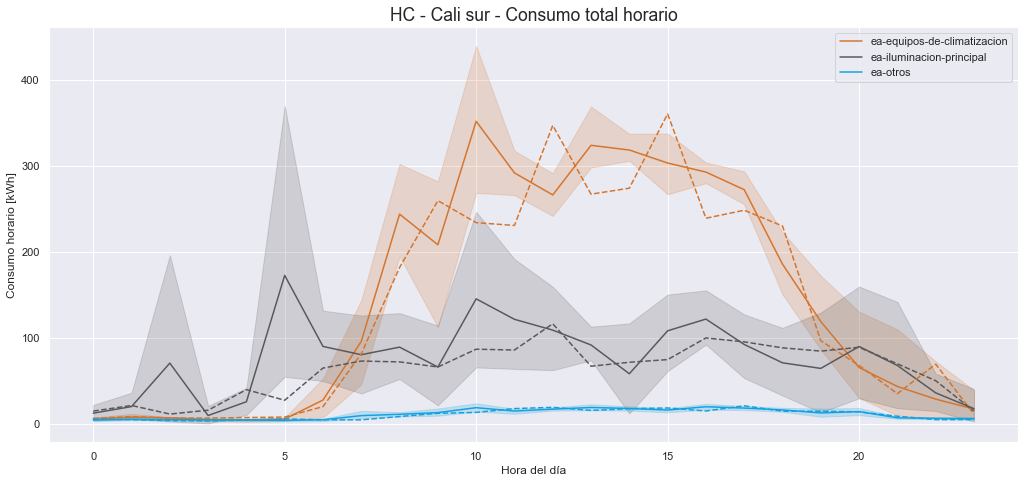 HC - Cali sur - Consumo total horario
ea-equipos-de-climatizacion
ea-iluminacion-principal
ea-otros
Consumo horario [kWh]
400
300
200
100
0
0 5 10 15 20
Hora del día